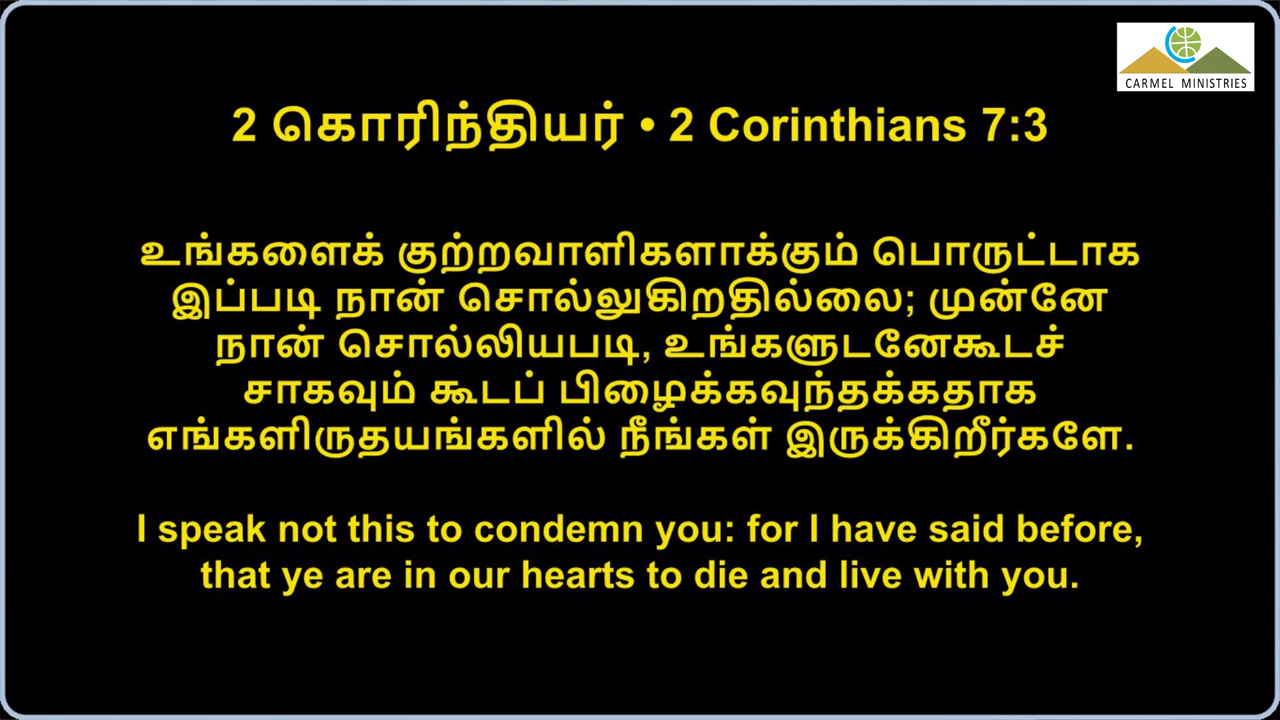 CARMEL MINISTRIES
2 கொரிந்தியர் • 2 Corinthians 7:3
உங்களைக் குற்றவாளிகளாக்கும் பொருட்டாக
இப்படி நான் சொல்லுகிறதில்லை; முன்னே
நான் சொல்லியபடி, உங்களுடனேகூடச்
சாகவும் கூடப் பிழைக்கவுந்தக்கதாக
எங்களிருதயங்களில் நீங்கள் இருக்கிறீர்களே.
I speak not this to condemn you: for I have said before,
that ye are in our hearts to die and live with you.